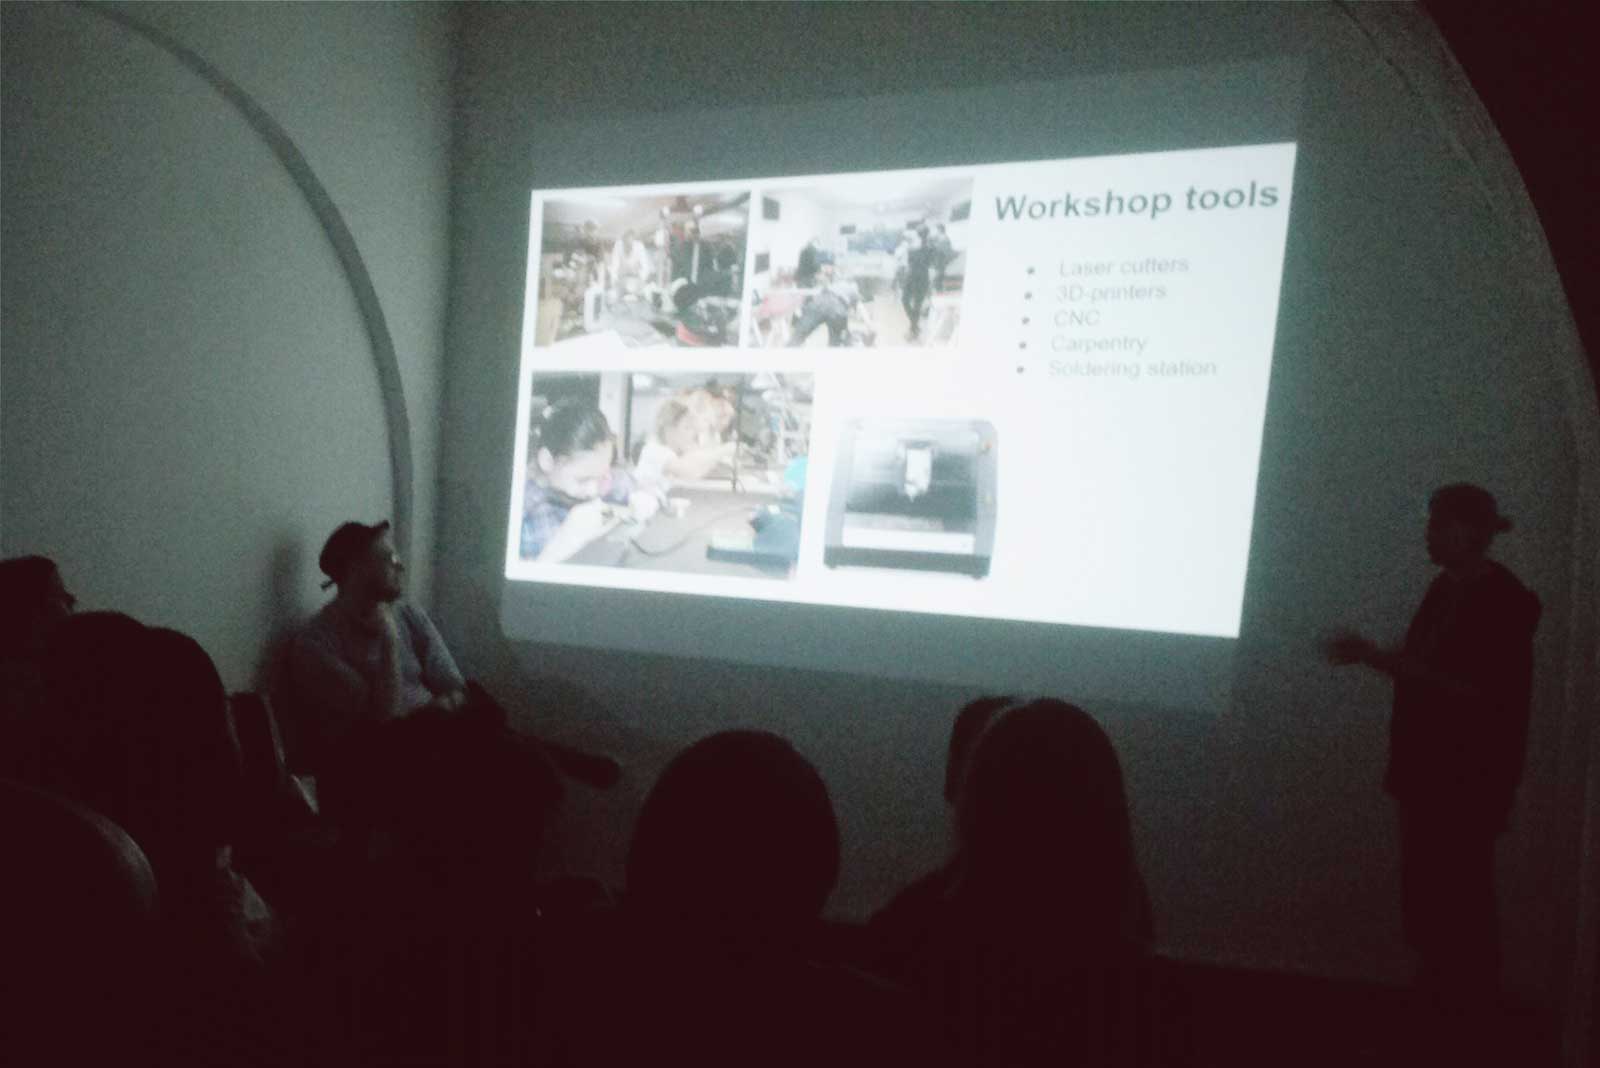 Workshop tools
Laser cutters
3D-printers
CNC
Carpentry
Soldering station